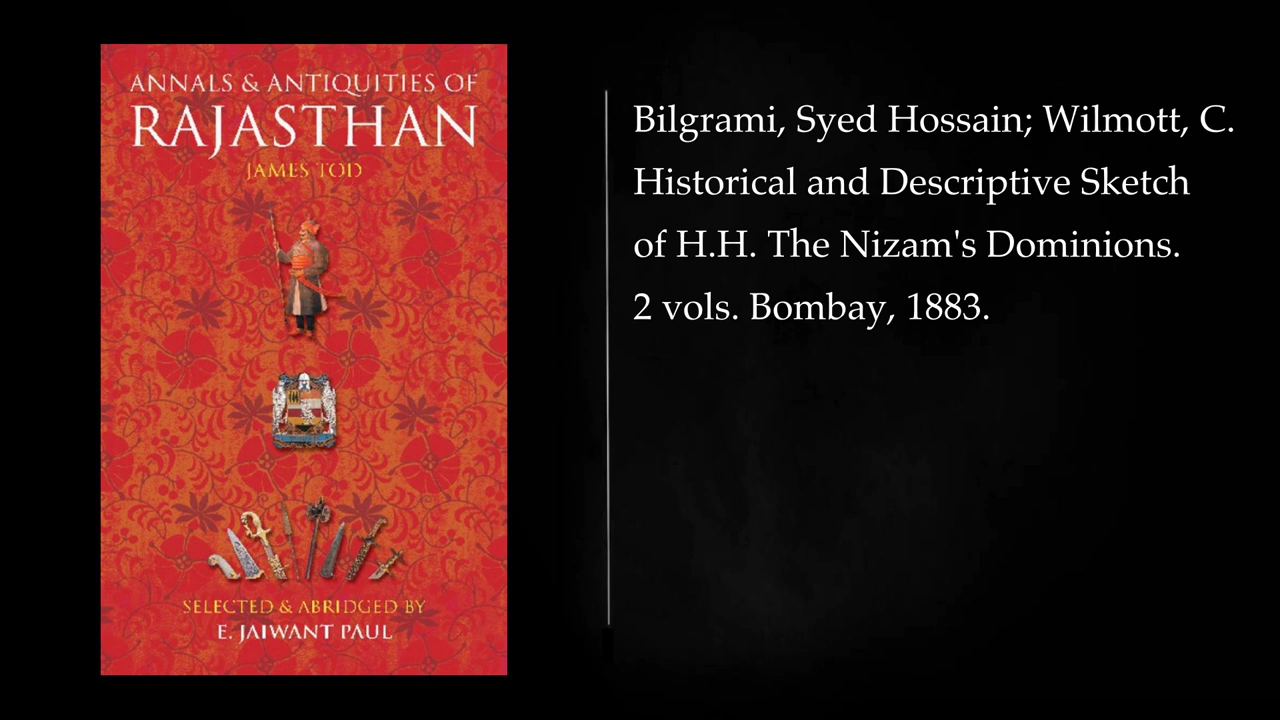 ANNALS & ANTIQUITIES OF
RAJASTHAN
JAMES TOD
SELECTED & ABRIDGED BY
E. JAIWANT PAUL
Bilgrami, Syed Hossain; Wilmott, C.
Historical and Descriptive Sketch
of H.H. The Nizam's Dominions.
2 vols. Bombay, 1883.